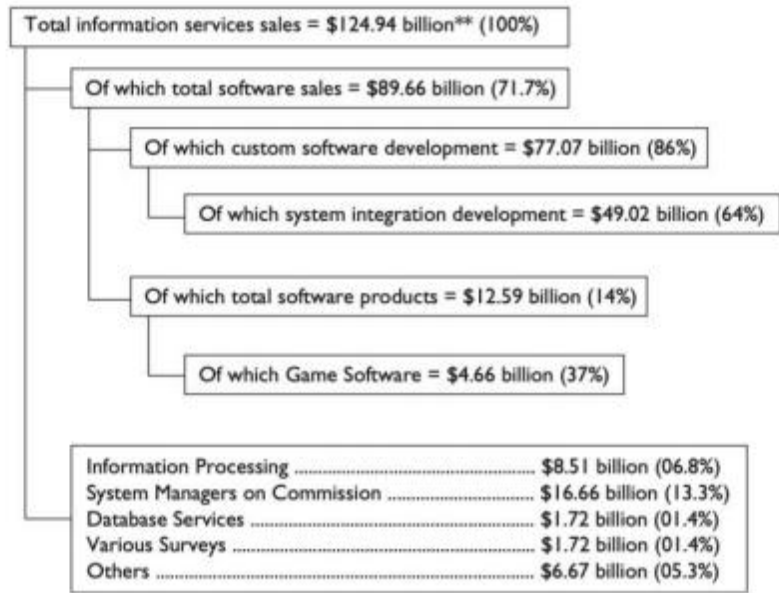 Total information services sales = $124.94 billion** (100%)
Of which total software sales = $89.66 billion (71.7%)
Of which custom software development = $77.07 billion (86%)
Of which system integration development = $49.02 billion (64%)
Of which total software products = $12.59 billion (14%)
Of which Game Software = $4.66 billion (37%)
Information Processing ........................................ $8.51 billion (06.8%)
System Managers on Commission ........................ $16.66 billion (13.3%)
Database Services ................................................ $1.72 billion (01.4%)
Various Surveys ................................................... $1.72 billion (01.4%)
Others ................................................................ $6.67 billion (05.3%)